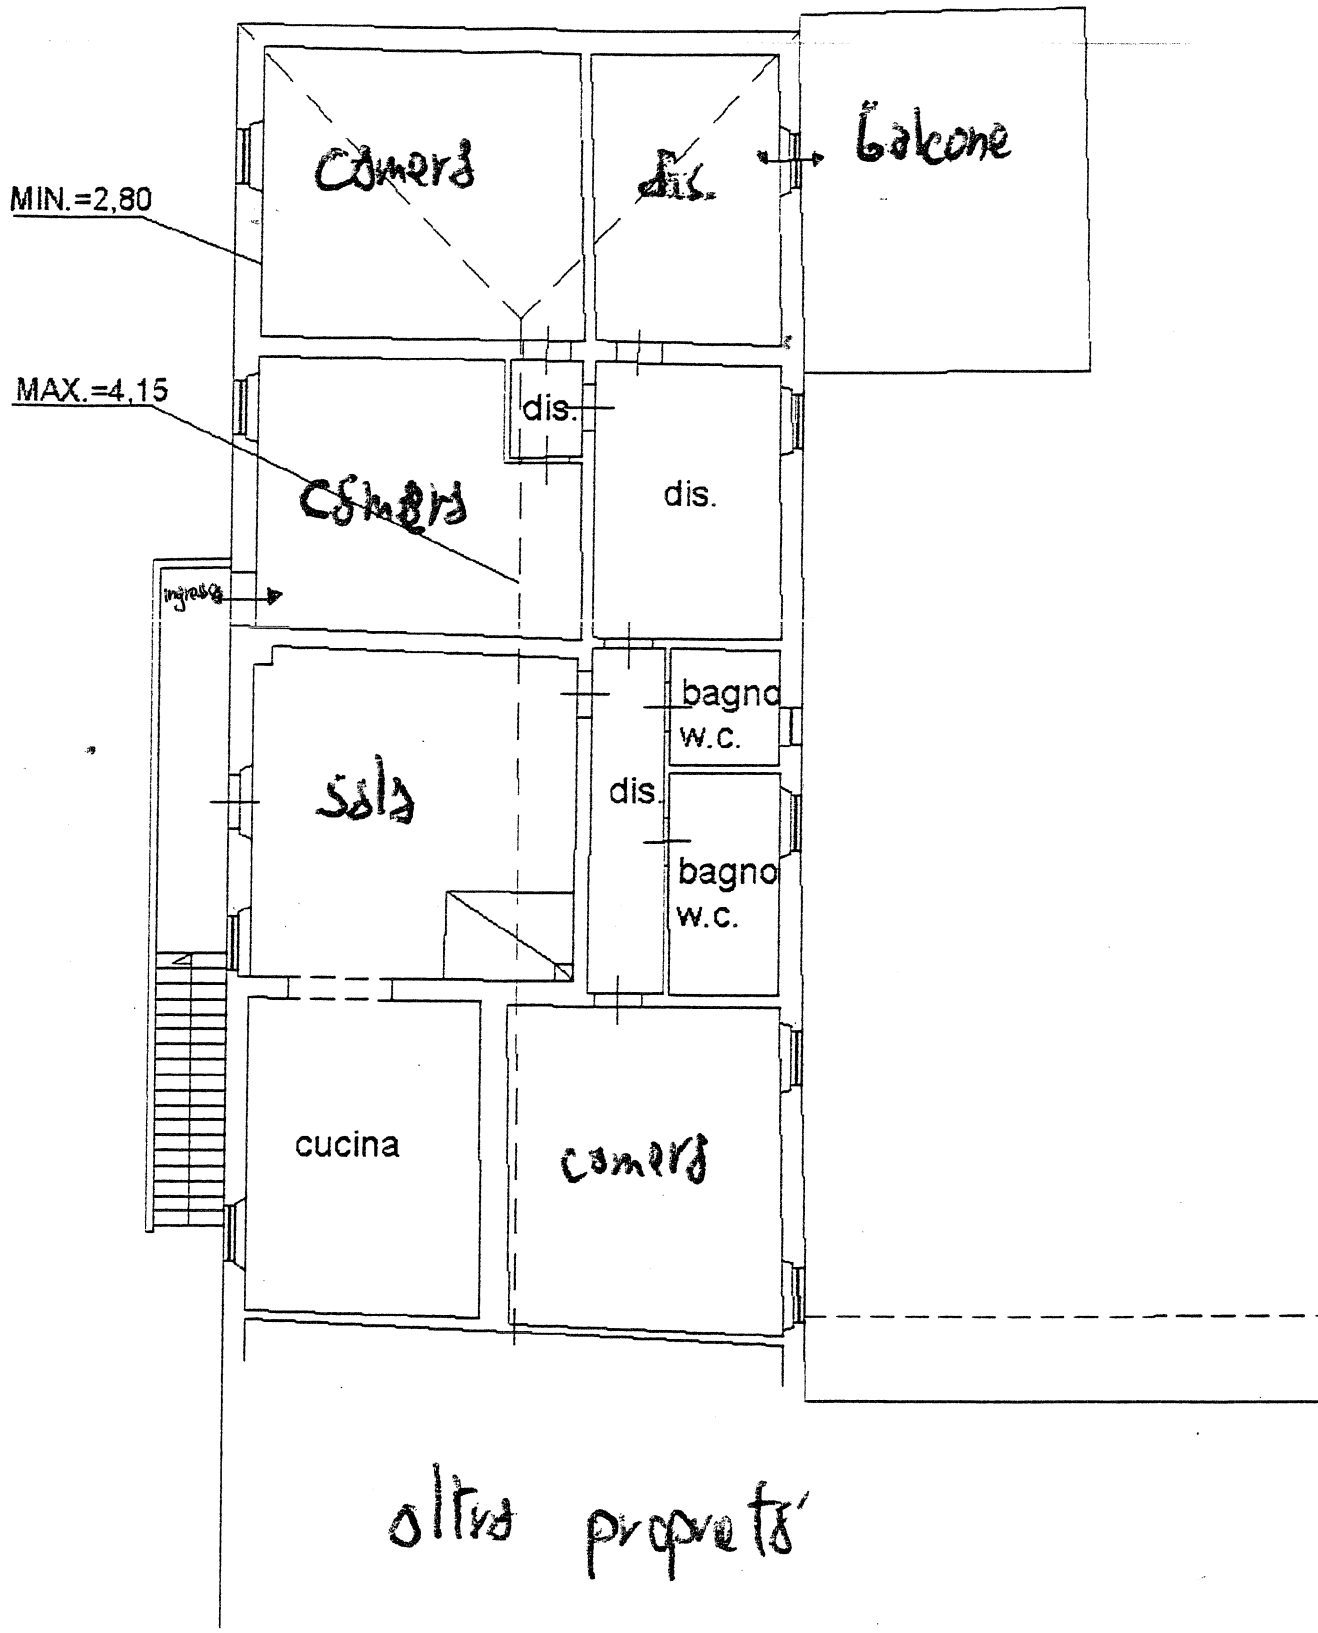 Camera
dis.
Balcone
MIN.=2,80
MAX.=4,15
dis.
camera
dis.
ingresso
bagno
w.c.
sala
dis.
bagno
w.c.
cucina
camera
altra propretà